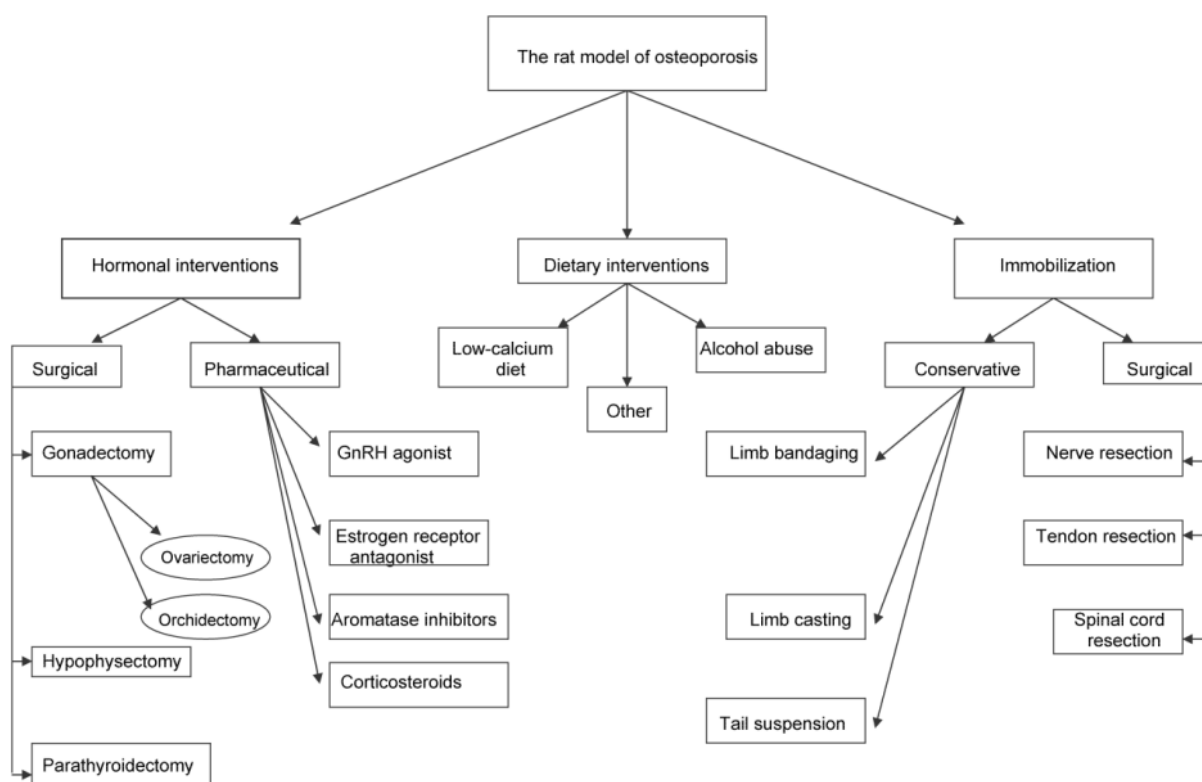 The rat model of osteoporosis
Hormonal interventions
Dietary interventions
Immobilization
Surgical
Pharmaceutical
Low-calcium
diet
Alcohol abuse
Other
Conservative
Surgical
Gonadectomy
Ovariectomy
Orchidectomy
Hypophysectomy
Parathyroidectomy
GnRH agonist
Estrogen receptor
antagonist
Aromatase inhibitors
Corticosteroids
Limb bandaging
Limb casting
Tail suspension
Nerve resection
Tendon resection
Spinal cord
resection